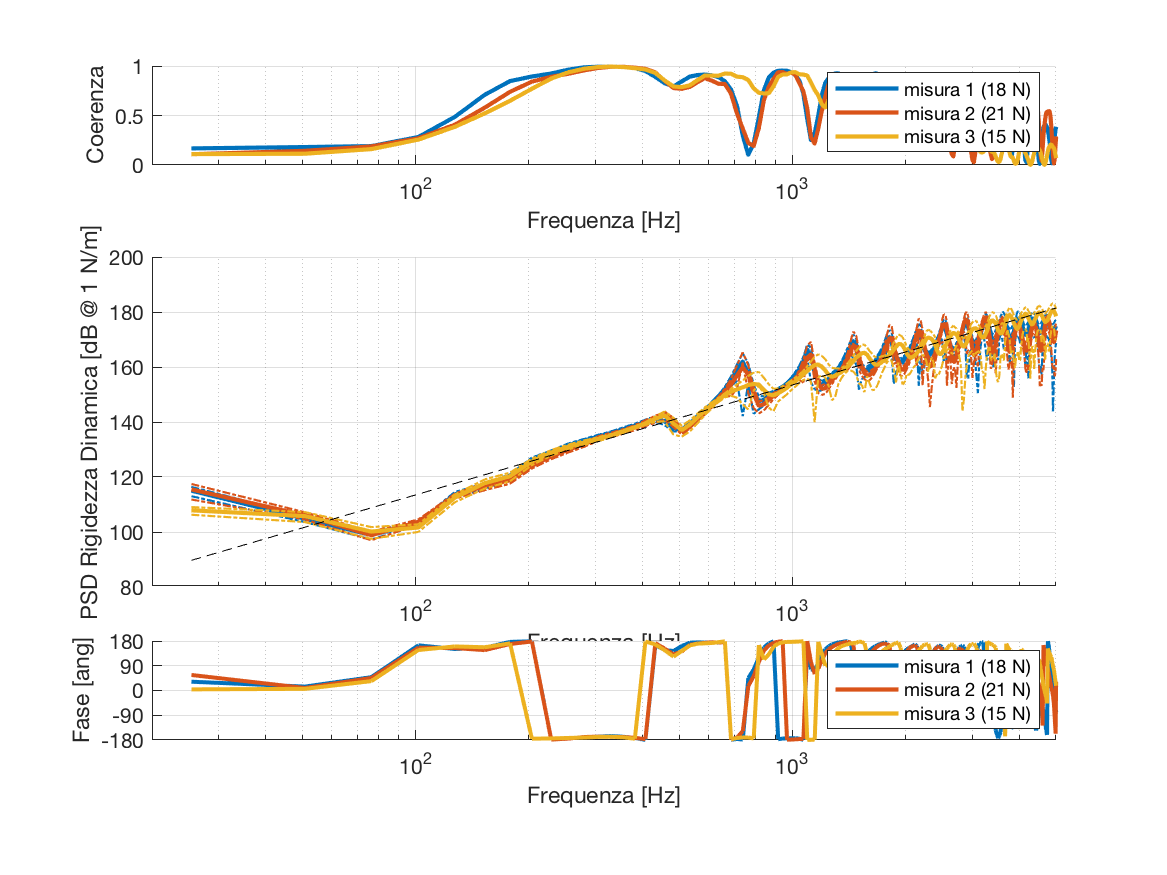 Coerenza
1
0.5
0
misura 1 (18 N)
misura 2 (21 N)
misura 3 (15 N)
10^2
10^3
Frequenza [Hz]
PSD Rigidezza Dinamica [dB @ 1 N/m]
200
180
160
140
120
100
80
10^2
10^3
Frequenza [Hz]
Fase [ang]
180
90
0
-90
-180
misura 1 (18 N)
misura 2 (21 N)
misura 3 (15 N)
10^2
10^3
Frequenza [Hz]